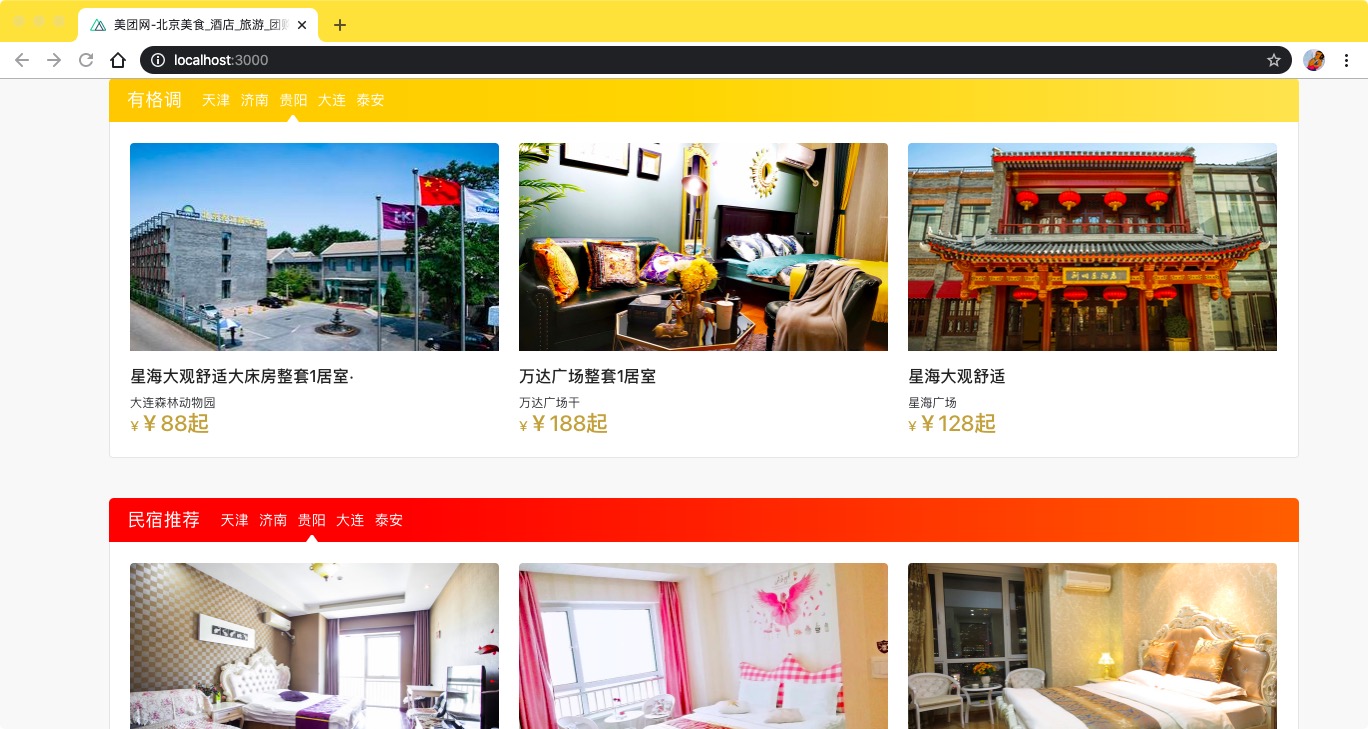 美团网-北京美食_酒店_旅游_团购
localhost:3000
有格调 天津 济南 贵阳 大连 泰安
星海大观舒适大床房整套1居室·
大连森林动物园
¥ ¥ 88起
万达广场整套1居室
万达广场干
¥ ¥ 188起
星海大观舒适
星海广场
¥ ¥ 128起
民宿推荐 天津 济南 贵阳 大连 泰安